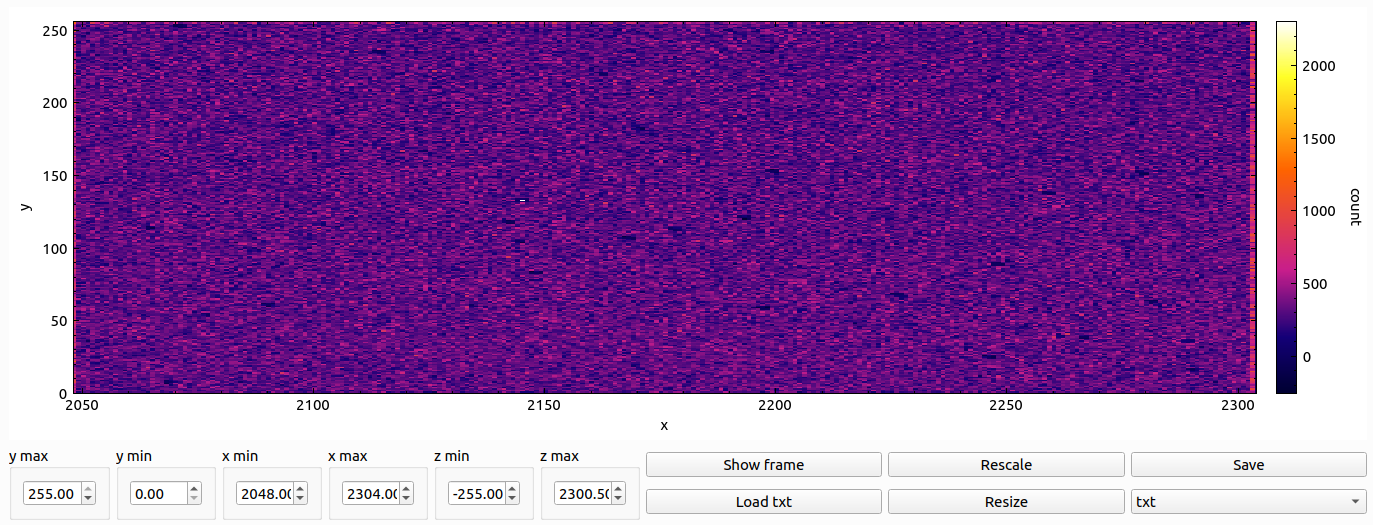 250
200
150
100
50
0
y
2050 2100 2150 2200 2250 2300
x
2000
1500
1000
500
0
count
y max y min x min x max z min z max
Show frame Rescale Save
255.00 0.00 2048.0 2304.0 -255.00 2300.50
Load txt Resize txt